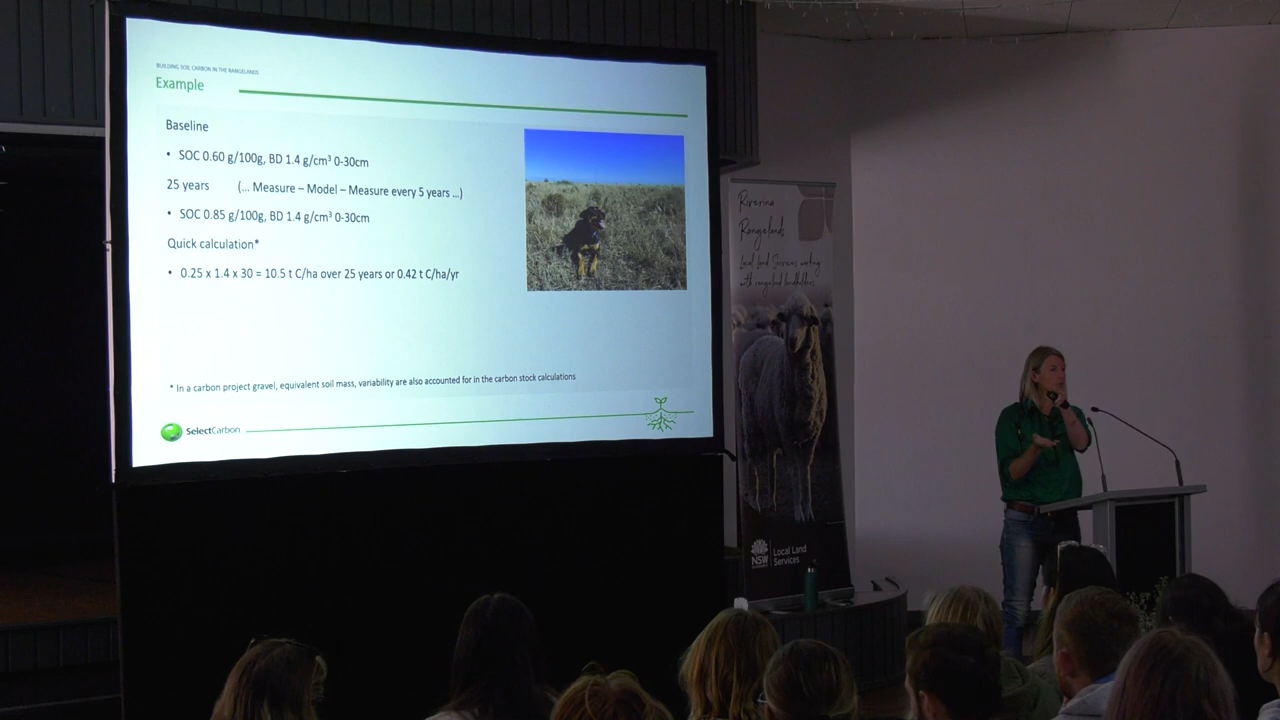 BUILDING SOIL CARBON IN THE RANGELANDS
Example
Baseline
• SOC 0.60 g/100g, BD 1.4 g/cm³ 0-30cm
25 years (... Measure – Model – Measure every 5 years ...)
• SOC 0.85 g/100g, BD 1.4 g/cm³ 0-30cm
Quick calculation*
• 0.25 x 1.4 x 30 = 10.5 t C/ha over 25 years or 0.42 t C/ha/yr
* In a carbon project gravel, equivalent soil mass, variability are also accounted for in the carbon stock calculations
SelectCarbon
Riverina
Rangelands
Local Land Services working
with rangeland landholders
NSW
Local Land
Services